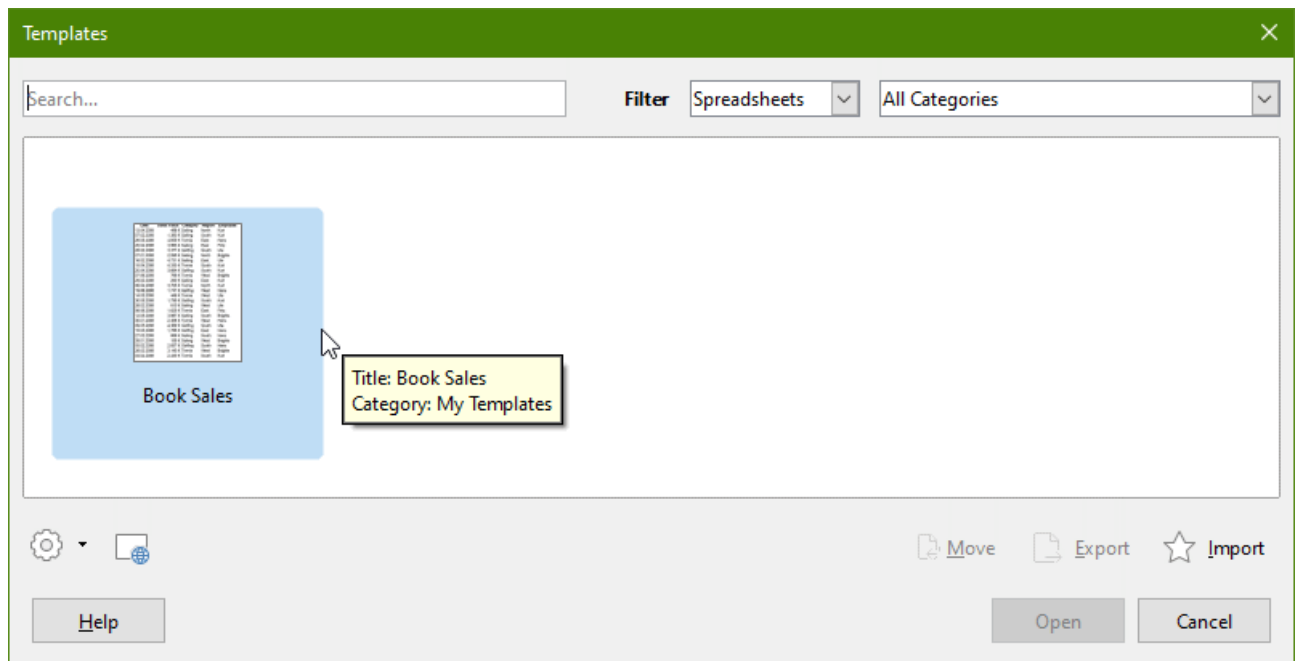 Templates
Search...
Filter
Spreadsheets
All Categories
Book Sales
Title: Book Sales
Category: My Templates
Move
Export
Import
Help
Open
Cancel